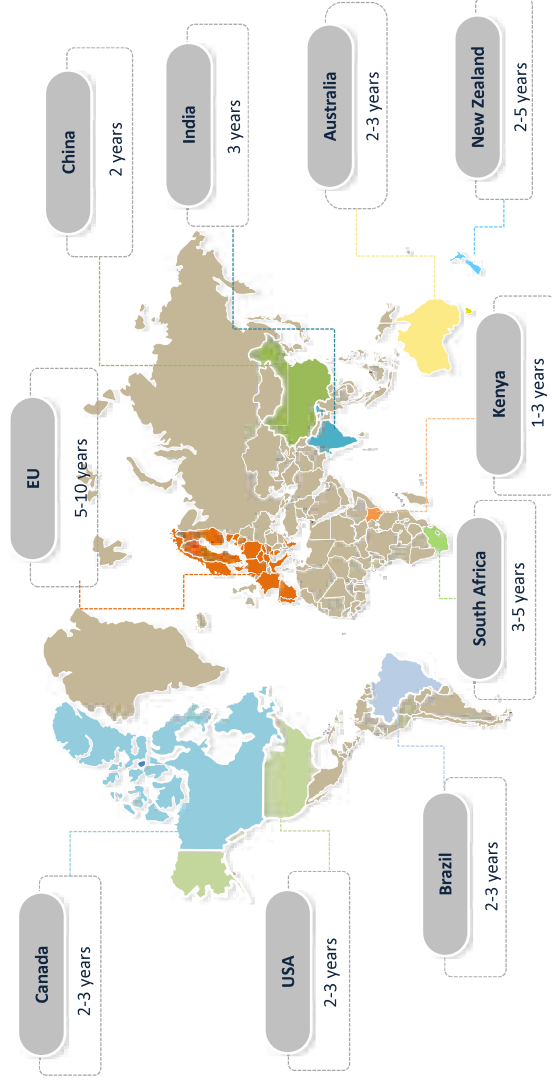 Canada
2-3 years
EU
5-10 years
China
2 years
India
3 years
USA
2-3 years
Australia
2-3 years
Brazil
2-3 years
South Africa
3-5 years
Kenya
1-3 years
New Zealand
2-5 years